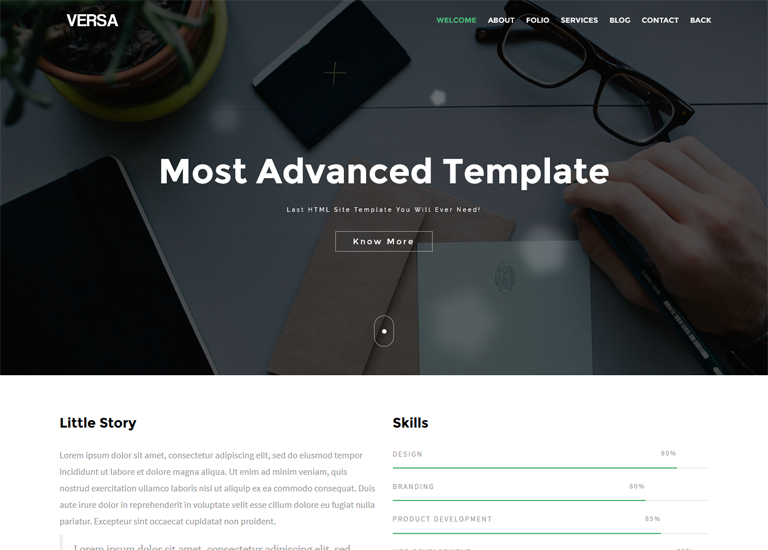 VERSA
WELCOME ABOUT FOLIO SERVICES BLOG CONTACT BACK
Most Advanced Template
Last HTML Site Template You Will Ever Need!
Know More
Little Story
Lorem ipsum dolor sit amet, consectetur adipiscing elit, sed do eiusmod tempor
incididunt ut labore et dolore magna aliqua. Ut enim ad minim veniam, quis
nostrud exercitation ullamco laboris nisi ut aliquip ex ea commodo consequat. Duis
aute irure dolor in reprehenderit in voluptate velit esse cillum dolore eu fugiat nulla
pariatur. Excepteur sint occaecat cupidatat non proident.
Lorem ipsum dolor sit amet, consectetur adipiscing elit, sed
Skills
DESIGN 90%
BRANDING 80%
PRODUCT DEVELOPMENT 85%